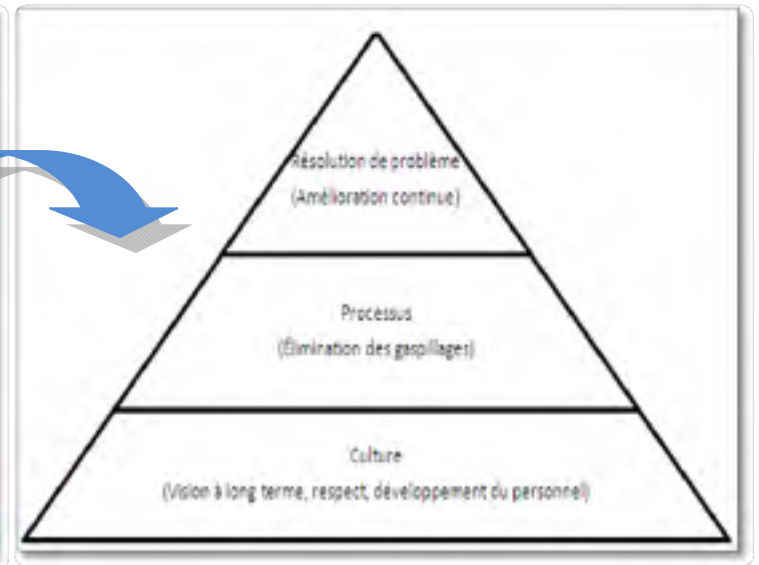 Résolution de problème
(Amélioration continue)
Processus
(Élimination des gaspillages)
Culture
(Vision à long terme, respect, développement du personnel)